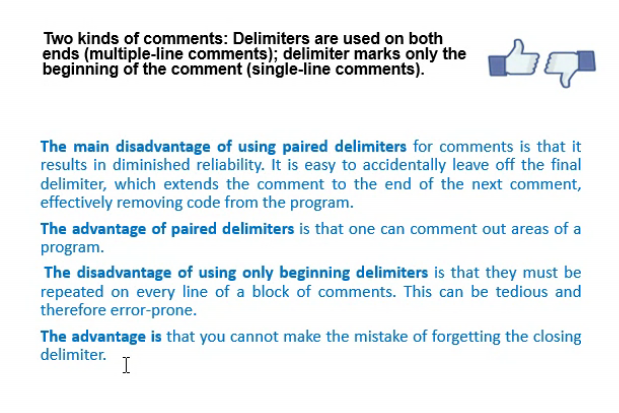 Two kinds of comments: Delimiters are used on both
ends (multiple-line comments); delimiter marks only the
beginning of the comment (single-line comments).
The main disadvantage of using paired delimiters for comments is that it
results in diminished reliability. It is easy to accidentally leave off the final
delimiter, which extends the comment to the end of the next comment,
effectively removing code from the program.
The advantage of paired delimiters is that one can comment out areas of a
program.
The disadvantage of using only beginning delimiters is that they must be
repeated on every line of a block of comments. This can be tedious and
therefore error-prone.
The advantage is that you cannot make the mistake of forgetting the closing
delimiter.